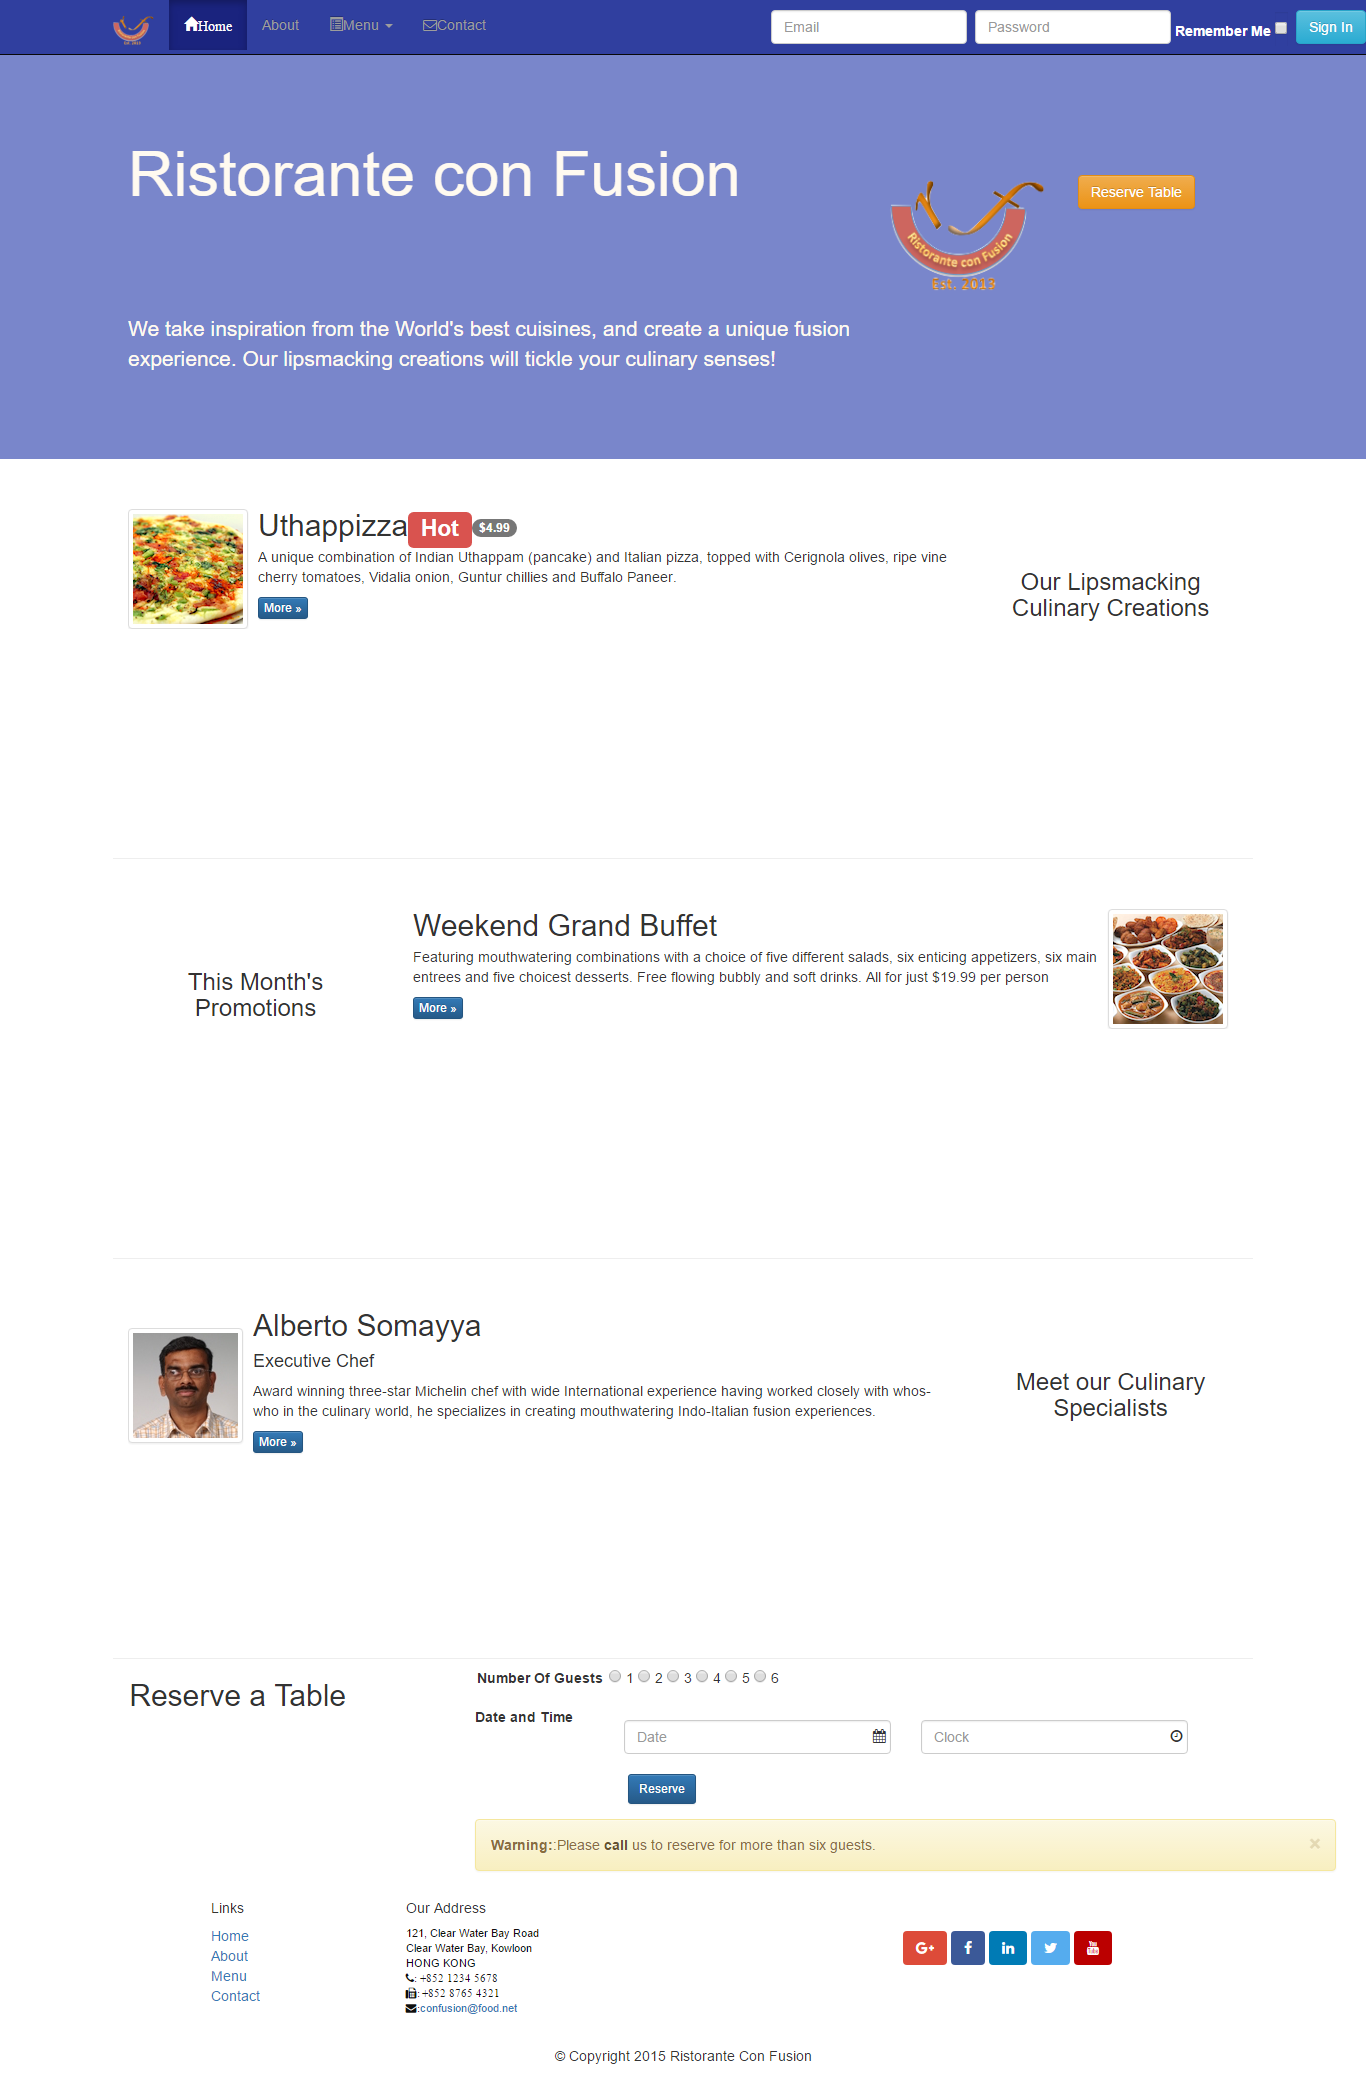 Home About Menu Contact Email Password Remember Me Sign In
Ristorante con Fusion
Reserve Table
Ristorante con Fusion
Est. 2015
We take inspiration from the World's best cuisines, and create a unique fusion
experience. Our lipsmacking creations will tickle your culinary senses!
Uthappizza Hot $4.99
A unique combination of Indian Uthappam (pancake) and Italian pizza, topped with Cerignola olives, ripe vine
cherry tomatoes, Vidalia onion, Guntur chillies and Buffalo Paneer.
More »
Our Lipsmacking
Culinary Creations
This Month's
Promotions
Weekend Grand Buffet
Featuring mouthwatering combinations with a choice of five different salads, six enticing appetizers, six main
entrees and five choicest desserts. Free flowing bubbly and soft drinks. All for just $19.99 per person
More »
Alberto Somayya
Executive Chef
Award winning three-star Michelin chef with wide International experience having worked closely with whos-
who in the culinary world, he specializes in creating mouthwatering Indo-Italian fusion experiences.
More »
Meet our Culinary
Specialists
Reserve a Table
Number Of Guests 1 2 3 4 5 6
Date and Time
Date Clock
Reserve
Warning::Please call us to reserve for more than six guests. ×
Links
Home
About
Menu
Contact
Our Address
121, Clear Water Bay Road
Clear Water Bay, Kowloon
HONG KONG
: +852 1234 5678
: +852 8765 4321
:confusion@food.net
© Copyright 2015 Ristorante Con Fusion